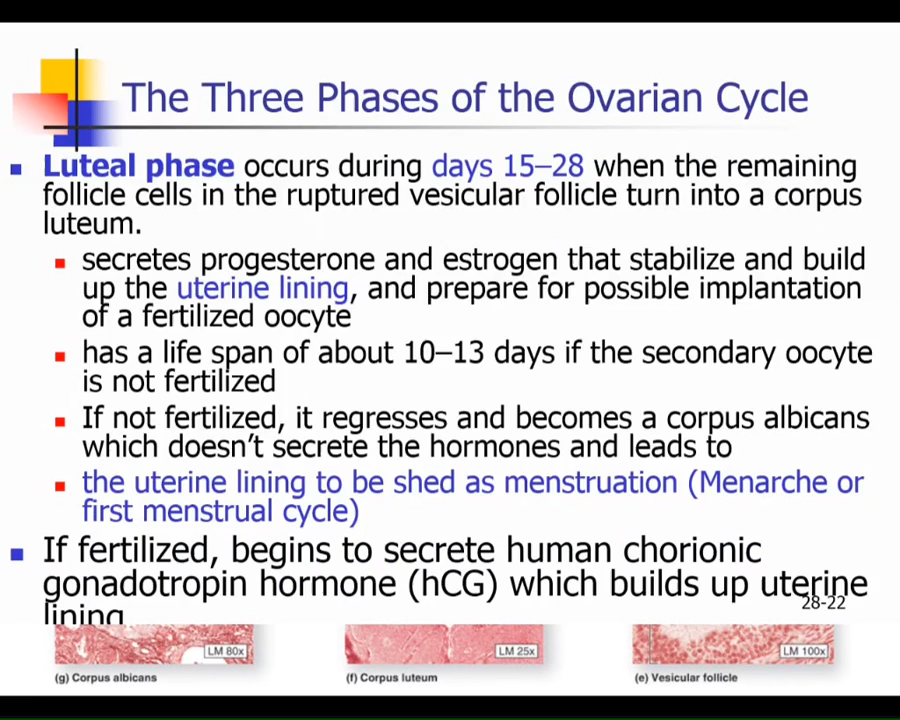 The Three Phases of the Ovarian Cycle
Luteal phase occurs during days 15–28 when the remaining
follicle cells in the ruptured vesicular follicle turn into a corpus
luteum.
secretes progesterone and estrogen that stabilize and build
up the uterine lining, and prepare for possible implantation
of a fertilized oocyte
has a life span of about 10–13 days if the secondary oocyte
is not fertilized
If not fertilized, it regresses and becomes a corpus albicans
which doesn't secrete the hormones and leads to
the uterine lining to be shed as menstruation (Menarche or
first menstrual cycle)
If fertilized, begins to secrete human chorionic
gonadotropin hormone (hCG) which builds up uterine
lining
28-22
LM 80x
LM 25x
LM 100x
(g) Corpus albicans
(f) Corpus luteum
(e) Vesicular follicle